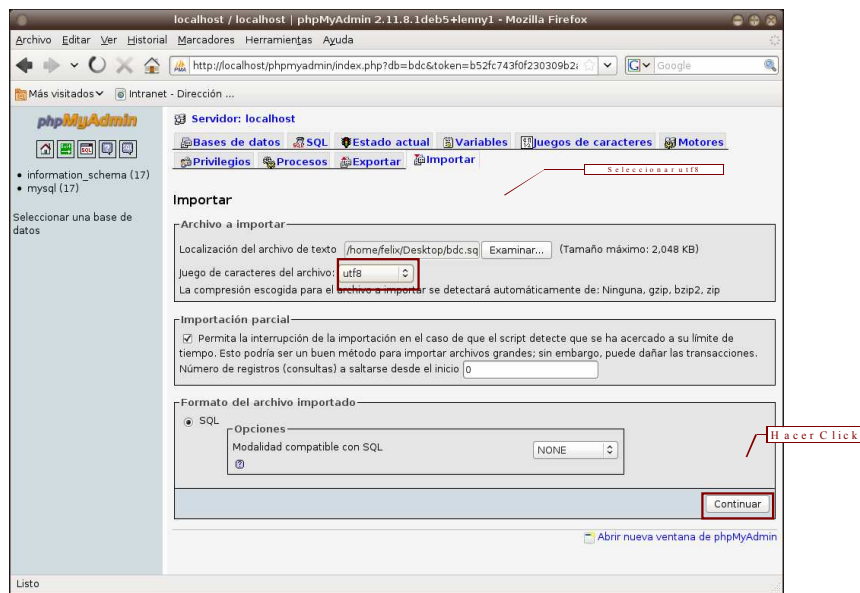 localhost / localhost | phpMyAdmin 2.11.8.1deb5+lenny1 - Mozilla Firefox
Archivo Editar Ver Historial Marcadores Herramientas Ayuda
http://localhost/phpmyadmin/index.php?db=bdc&token=b52fc743f0f230309b2
Google
Más visitados Intranet - Dirección ...
phpMyAdmin
SQL
information_schema (17)
mysql (17)
Seleccionar una base de
datos
Servidor: localhost
Bases de datos SQL Estado actual Variables Juegos de caracteres Motores
Privilegios Procesos Exportar Importar
Seleccionar utf8
Importar
Archivo a importar
Localización del archivo de texto /home/felix/Desktop/bdc.sq Examinar... (Tamaño máximo: 2,048 KB)
Juego de caracteres del archivo: utf8
La compresión escogida para el archivo a importar se detectará automáticamente de: Ninguna, gzip, bzip2, zip
Importación parcial
Permita la interrupción de la importación en el caso de que el script detecte que se ha acercado a su límite de
tiempo. Esto podría ser un buen método para importar archivos grandes; sin embargo, puede dañar las transacciones.
Número de registros (consultas) a saltarse desde el inicio 0
Formato del archivo importado
SQL
Opciones
Modalidad compatible con SQL NONE
Hacer Click
Continuar
Abrir nueva ventana de phpMyAdmin
Listo